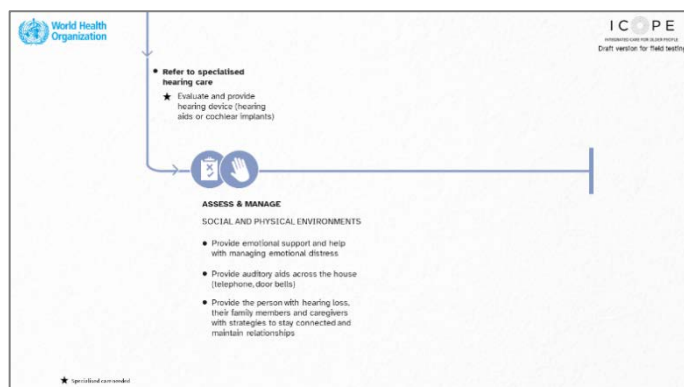 World Health
Organization
ICOPE
INTEGRATED CARE FOR OLDER PEOPLE
Draft version for field testing
• Refer to specialised
hearing care
★ Evaluate and provide
hearing device (hearing
aids or cochlear implants)
ASSESS & MANAGE
SOCIAL AND PHYSICAL ENVIRONMENTS
• Provide emotional support and help
with managing emotional distress
• Provide auditory aids across the house
(telephone, door bells)
• Provide the person with hearing loss,
their family members and caregivers
with strategies to stay connected and
maintain relationships
★ Specialised care needed